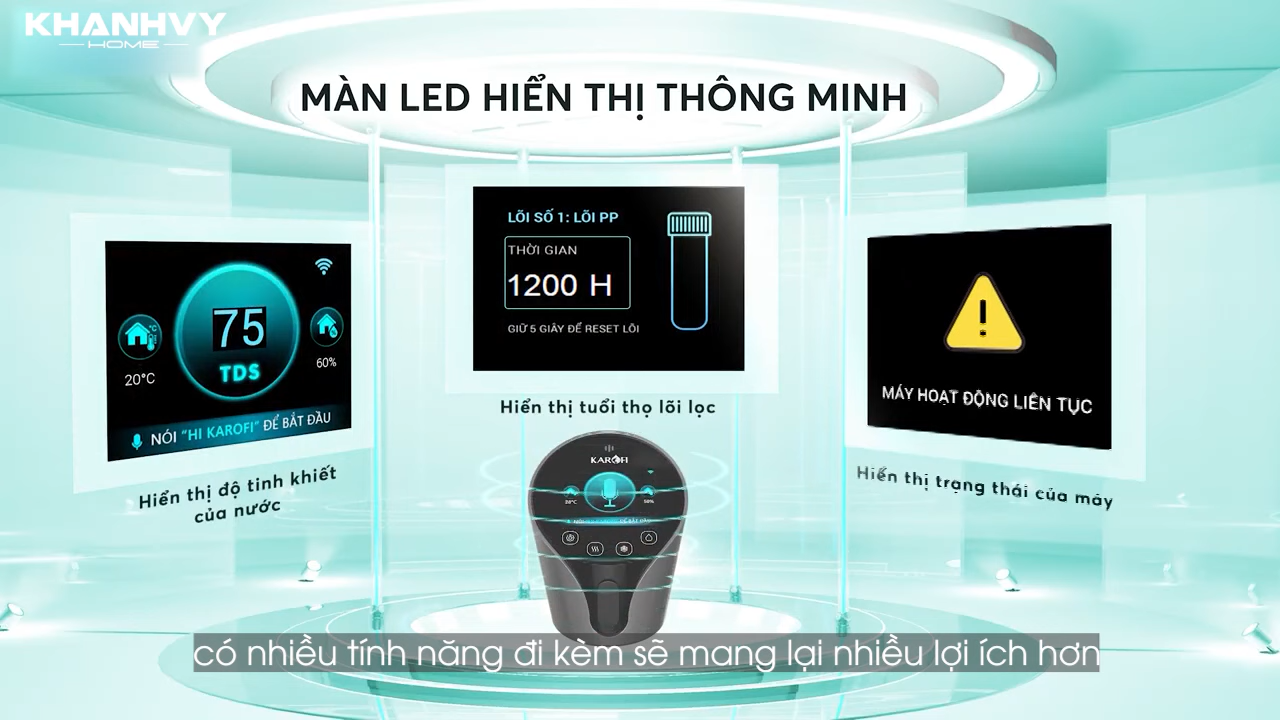 KHANHVY
HOME
MÀN LED HIỂN THỊ THÔNG MINH
75
TDS
20°C
60%
NÓI "HI KAROFI" ĐỂ BẮT ĐẦU
Hiển thị độ tinh khiết
của nước
LÕI SỐ 1: LÕI PP
THỜI GIAN
1200 H
GIỮ 5 GIÂY ĐỂ RESET LÕI
Hiển thị tuổi thọ lõi lọc
MÁY HOẠT ĐỘNG LIÊN TỤC
Hiển thị trạng thái của máy
KAROFI
20°C
có nhiều tính năng đi kèm sẽ mang lại nhiều lợi ích hơn